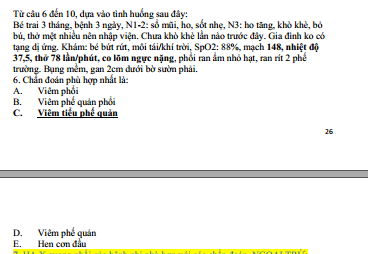 Từ câu 6 đến 10, dựa vào tình huống sau đây:
Bé trai 3 tháng, bệnh 3 ngày, N1-2: sổ mũi, ho, sốt nhẹ, N3: ho tăng, khò khè, bỏ
bú, thở mệt nhiều nên nhập viện. Chưa khò khè lần nào trước đây. Gia đình ko có
tạng dị ứng. Khám: bé bứt rứt, môi tái/khí trời, SpO2: 88%, mạch 148, nhiệt độ
37,5, thở 78 lần/phút, co lõm ngực nặng, phổi ran ẩm nhỏ hạt, ran rít 2 phế
trường. Bụng mềm, gan 2cm dưới bờ sườn phải.
6. Chẩn đoán phù hợp nhất là:
A. Viêm phổi
B. Viêm phế quản phổi
C. Viêm tiểu phế quản
26
D. Viêm phế quản
E. Hen cơn đầu